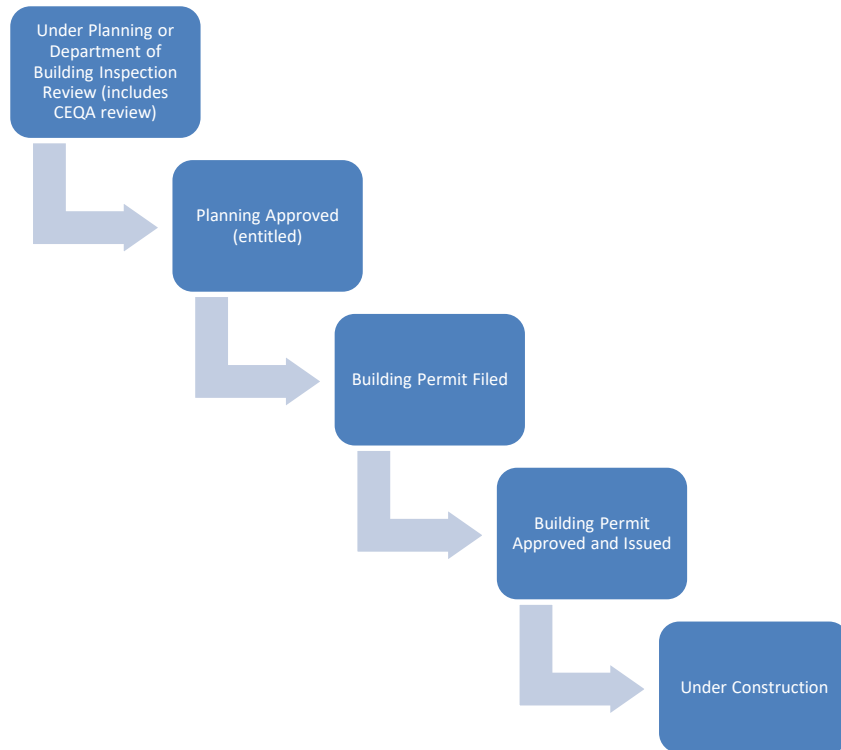 Under Planning or
Department of
Building Inspection
Review (includes
CEQA review)
Planning Approved
(entitled)
Building Permit Filed
Building Permit
Approved and Issued
Under Construction